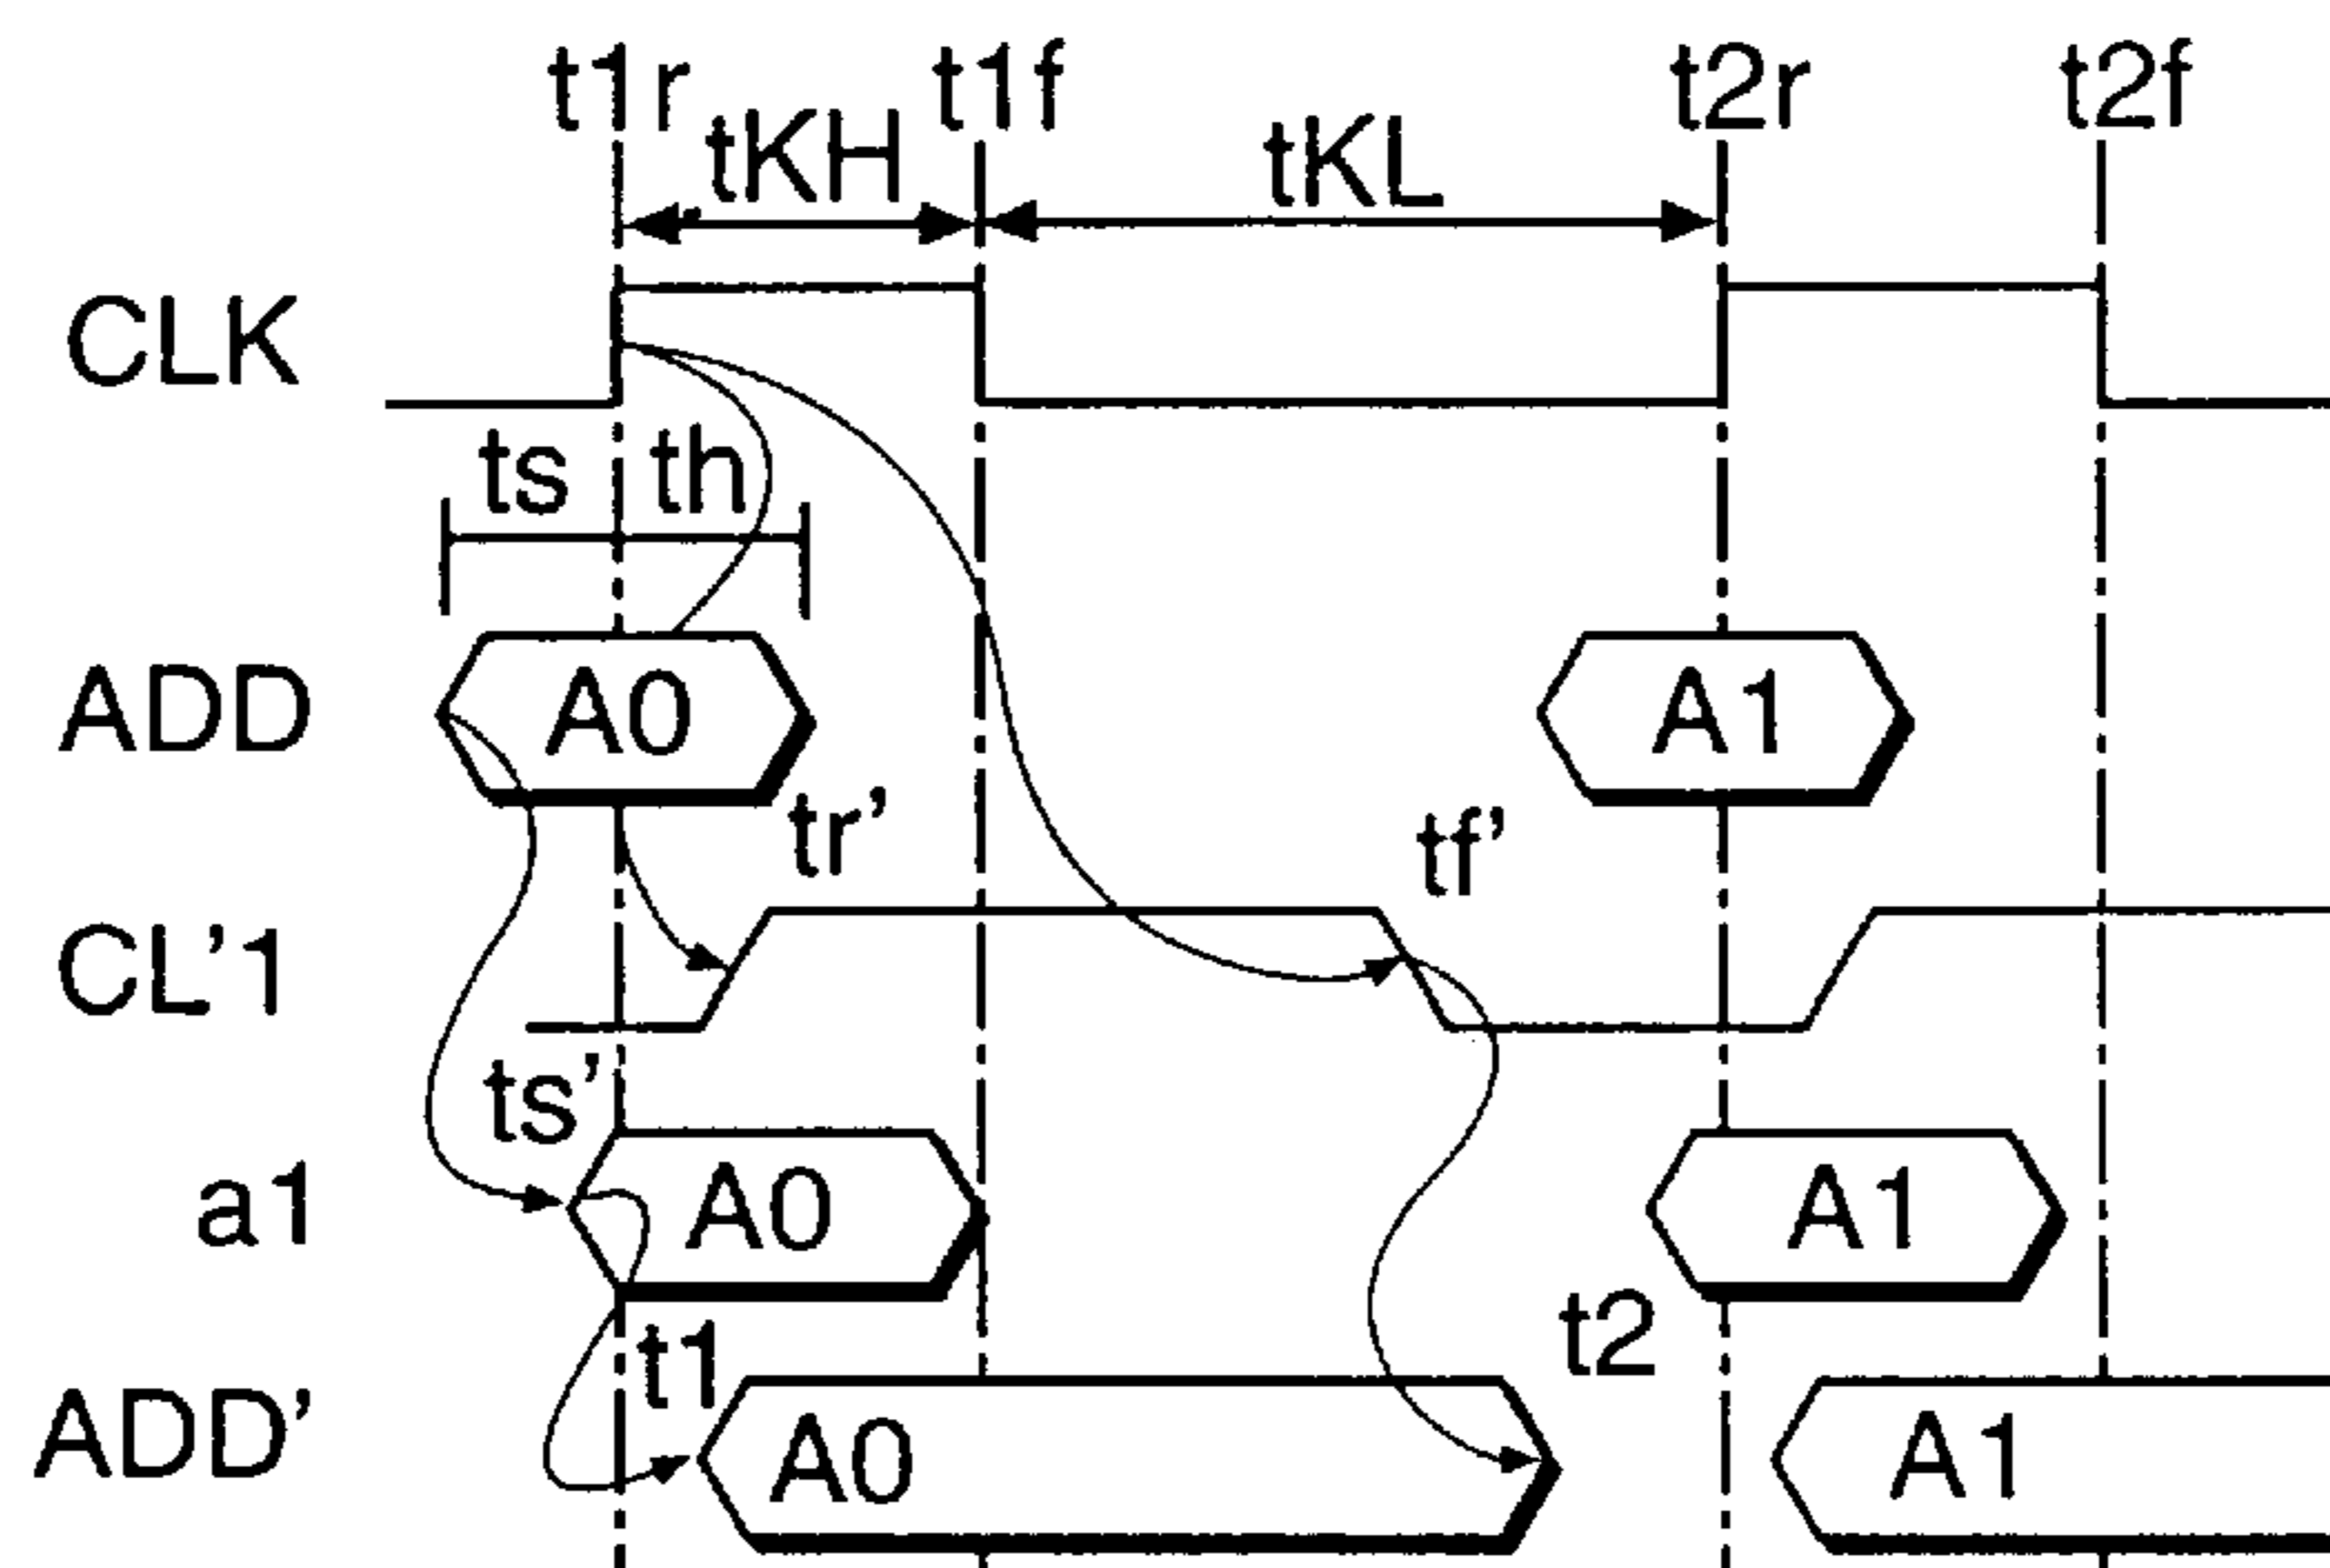 t1r t1f t2r t2f
tKH tKL
CLK
ts th
ADD A0 A1
tr’ tf’
CL’1
ts’
a1 A0 A1
t1 t2
ADD’ A0 A1